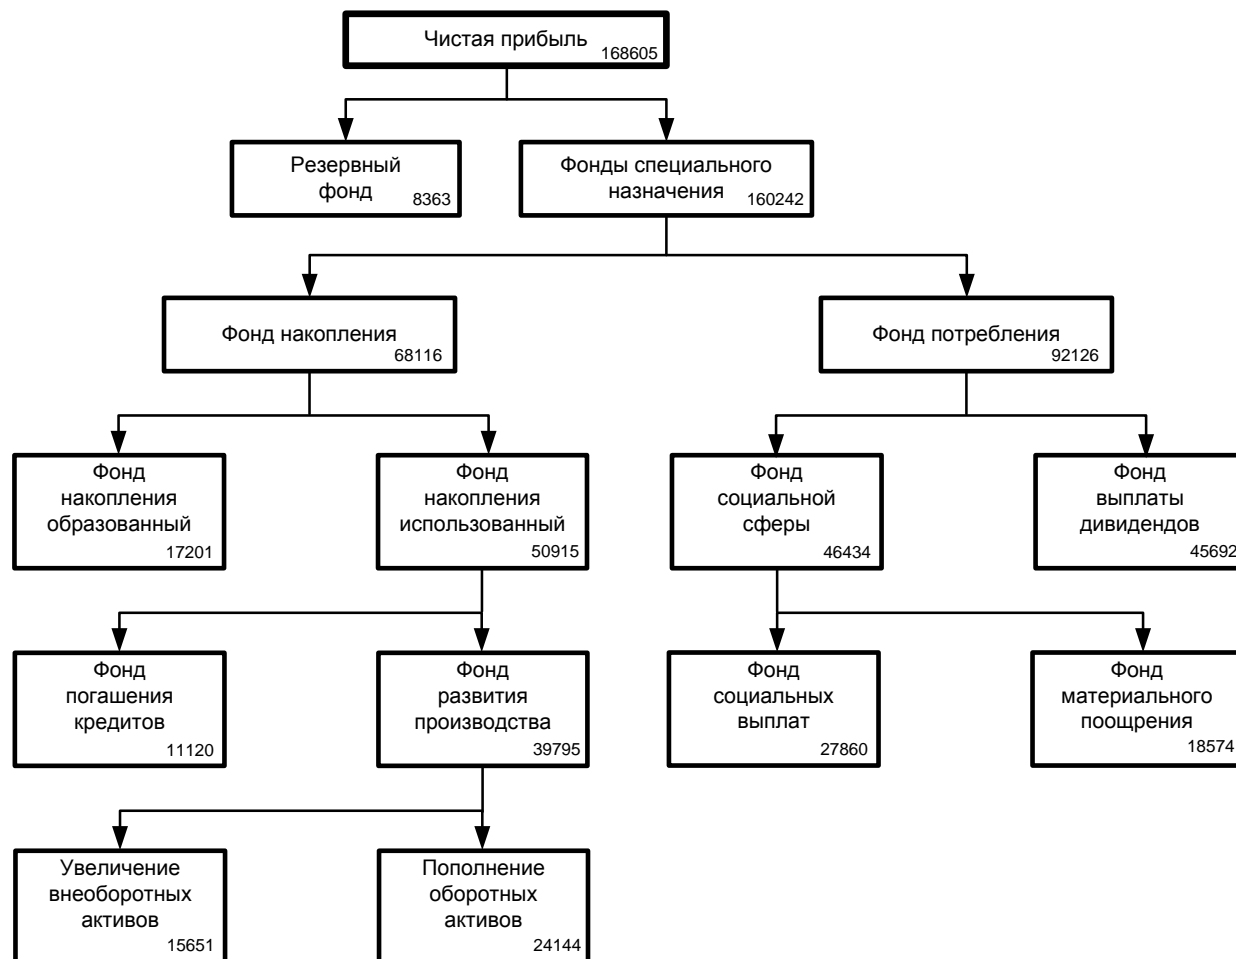 Чистая прибыль
168605
Резервный
фонд
8363
Фонды специального
назначения
160242
Фонд накопления
68116
Фонд потребления
92126
Фонд
накопления
образованный
17201
Фонд
накопления
использованный
50915
Фонд
социальной
сферы
46434
Фонд
выплаты
дивидендов
45692
Фонд
погашения
кредитов
11120
Фонд
развития
производства
39795
Фонд
социальных
выплат
27860
Фонд
материального
поощрения
18574
Увеличение
внеоборотных
активов
15651
Пополнение
оборотных
активов
24144